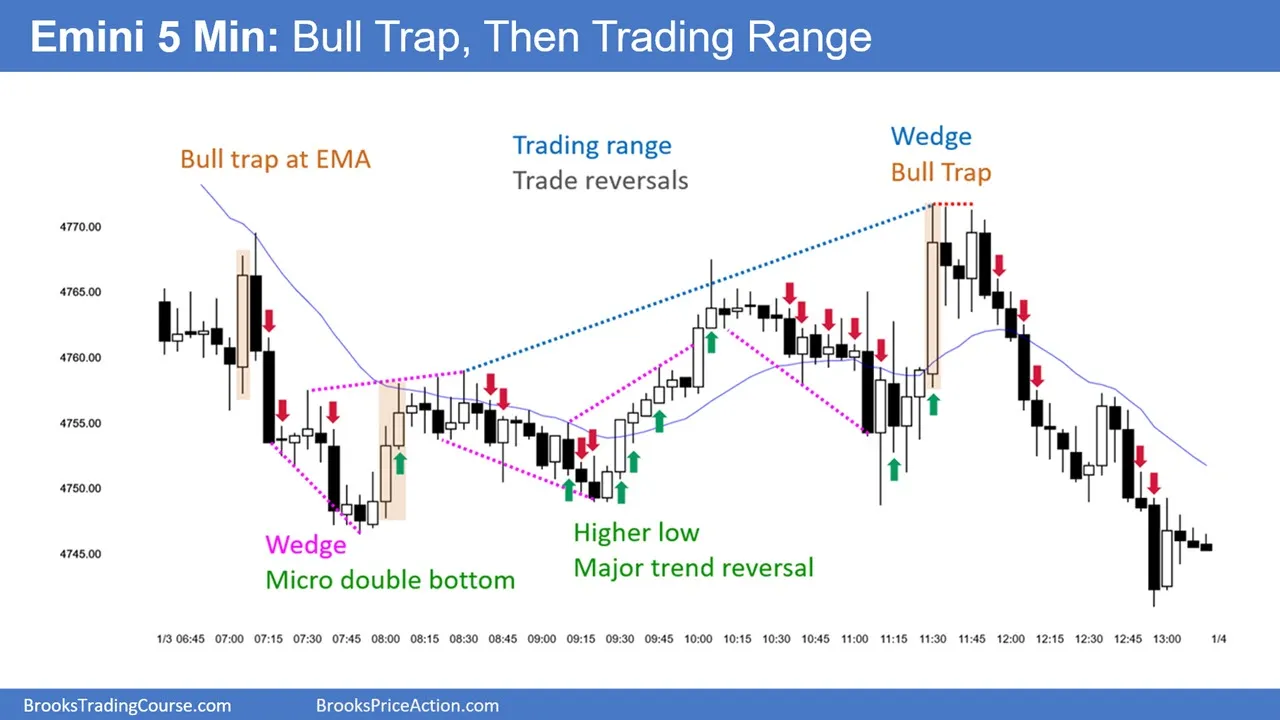 Emini 5 Min: Bull Trap, Then Trading Range
Bull trap at EMA
Trading range
Trade reversals
Wedge
Bull Trap
4770.00
4765.00
4760.00
4755.00
4750.00
4745.00
Wedge
Micro double bottom
Higher low
Major trend reversal
1/3 06:45 07:00 07:15 07:30 07:45 08:00 08:15 08:30 08:45 09:00 09:15 09:30 09:45 10:00 10:15 10:30 10:45 11:00 11:15 11:30 11:45 12:00 12:15 12:30 12:45 13:00 1/4
BrooksTradingCourse.com BrooksPriceAction.com